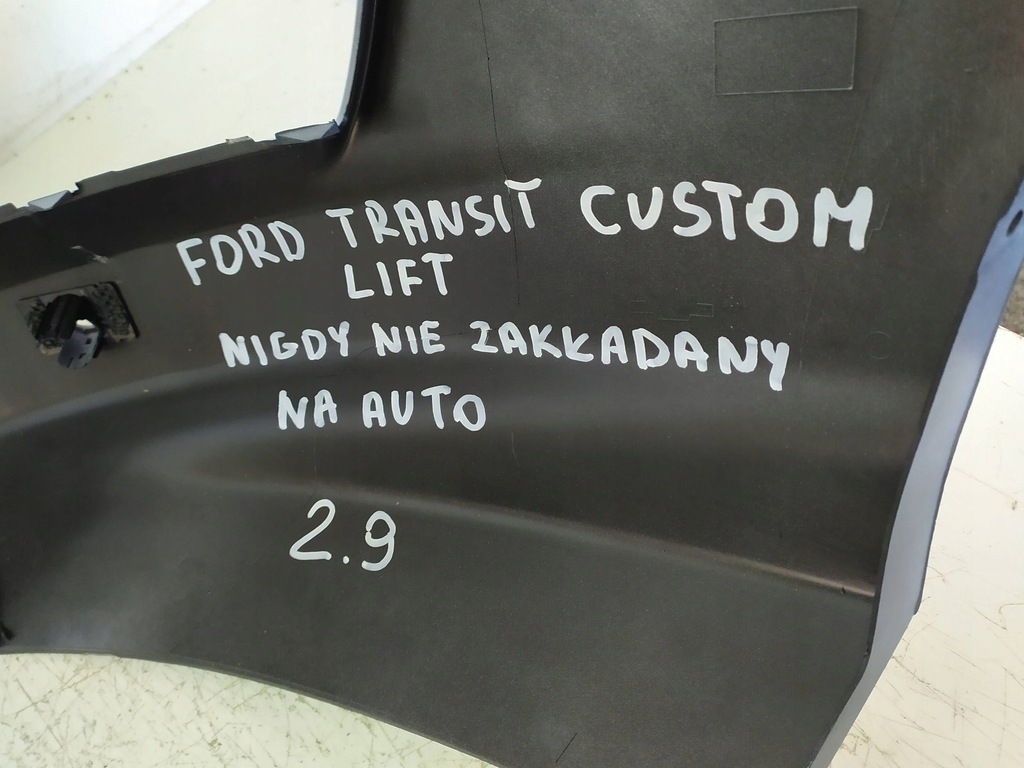 FORD TRANSIT CUSTOM
LIFT
NIGDY NIE ZAKŁADANY
NA AUTO
2.9